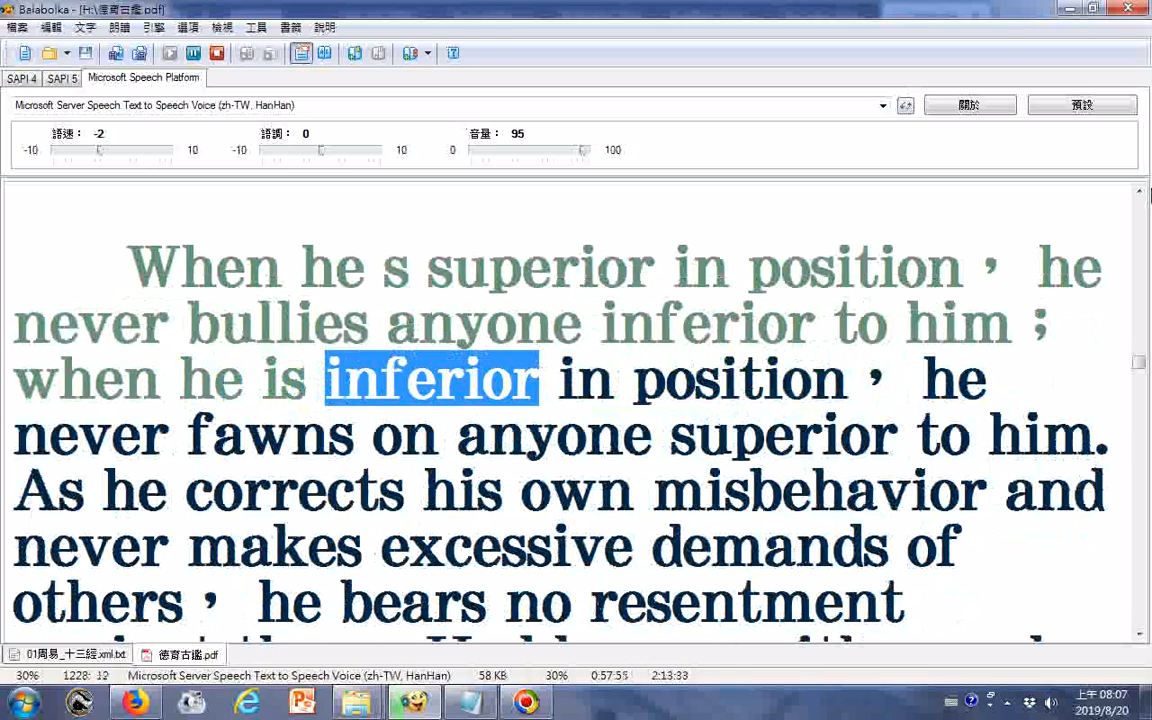 Balabolka - [H:\德育古鑑.pdf]
檔案 編輯 文字 朗讀 引擎 選項 檢視 工具 書籤 說明
SAPI 4 SAPI 5 Microsoft Speech Platform
Microsoft Server Speech Text to Speech Voice (zh-TW, HanHan) 關於 預設
語速： -2 語調： 0 音量： 95
-10 10 -10 10 0 100
When he s superior in position， he
never bullies anyone inferior to him；
when he is inferior in position， he
never fawns on anyone superior to him.
As he corrects his own misbehavior and
never makes excessive demands of
others， he bears no resentment
01周易_十三經.xml.txt 德育古鑑.pdf
30% 1228: 12 Microsoft Server Speech Text to Speech Voice (zh-TW, HanHan) 58 KB 30% 0:57:55 2:13:33
上午 08:07
2019/8/20